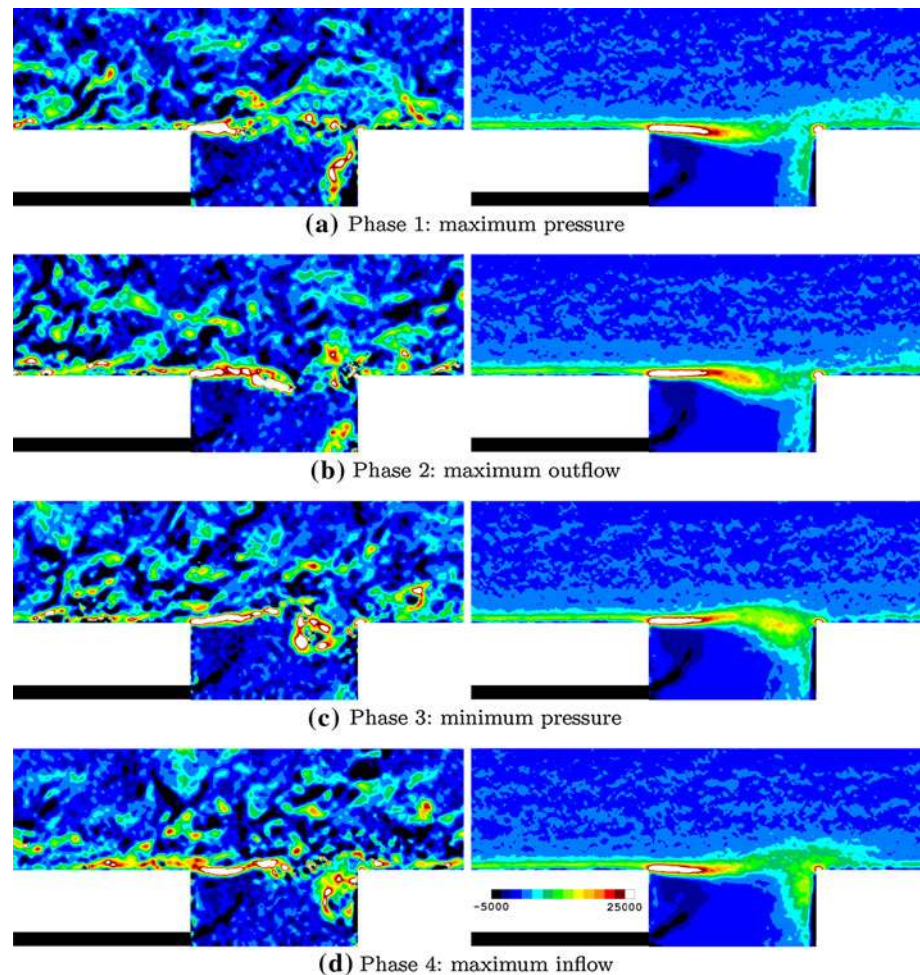 (a) Phase 1: maximum pressure
(b) Phase 2: maximum outflow
(c) Phase 3: minimum pressure
-5000 25000
(d) Phase 4: maximum inflow